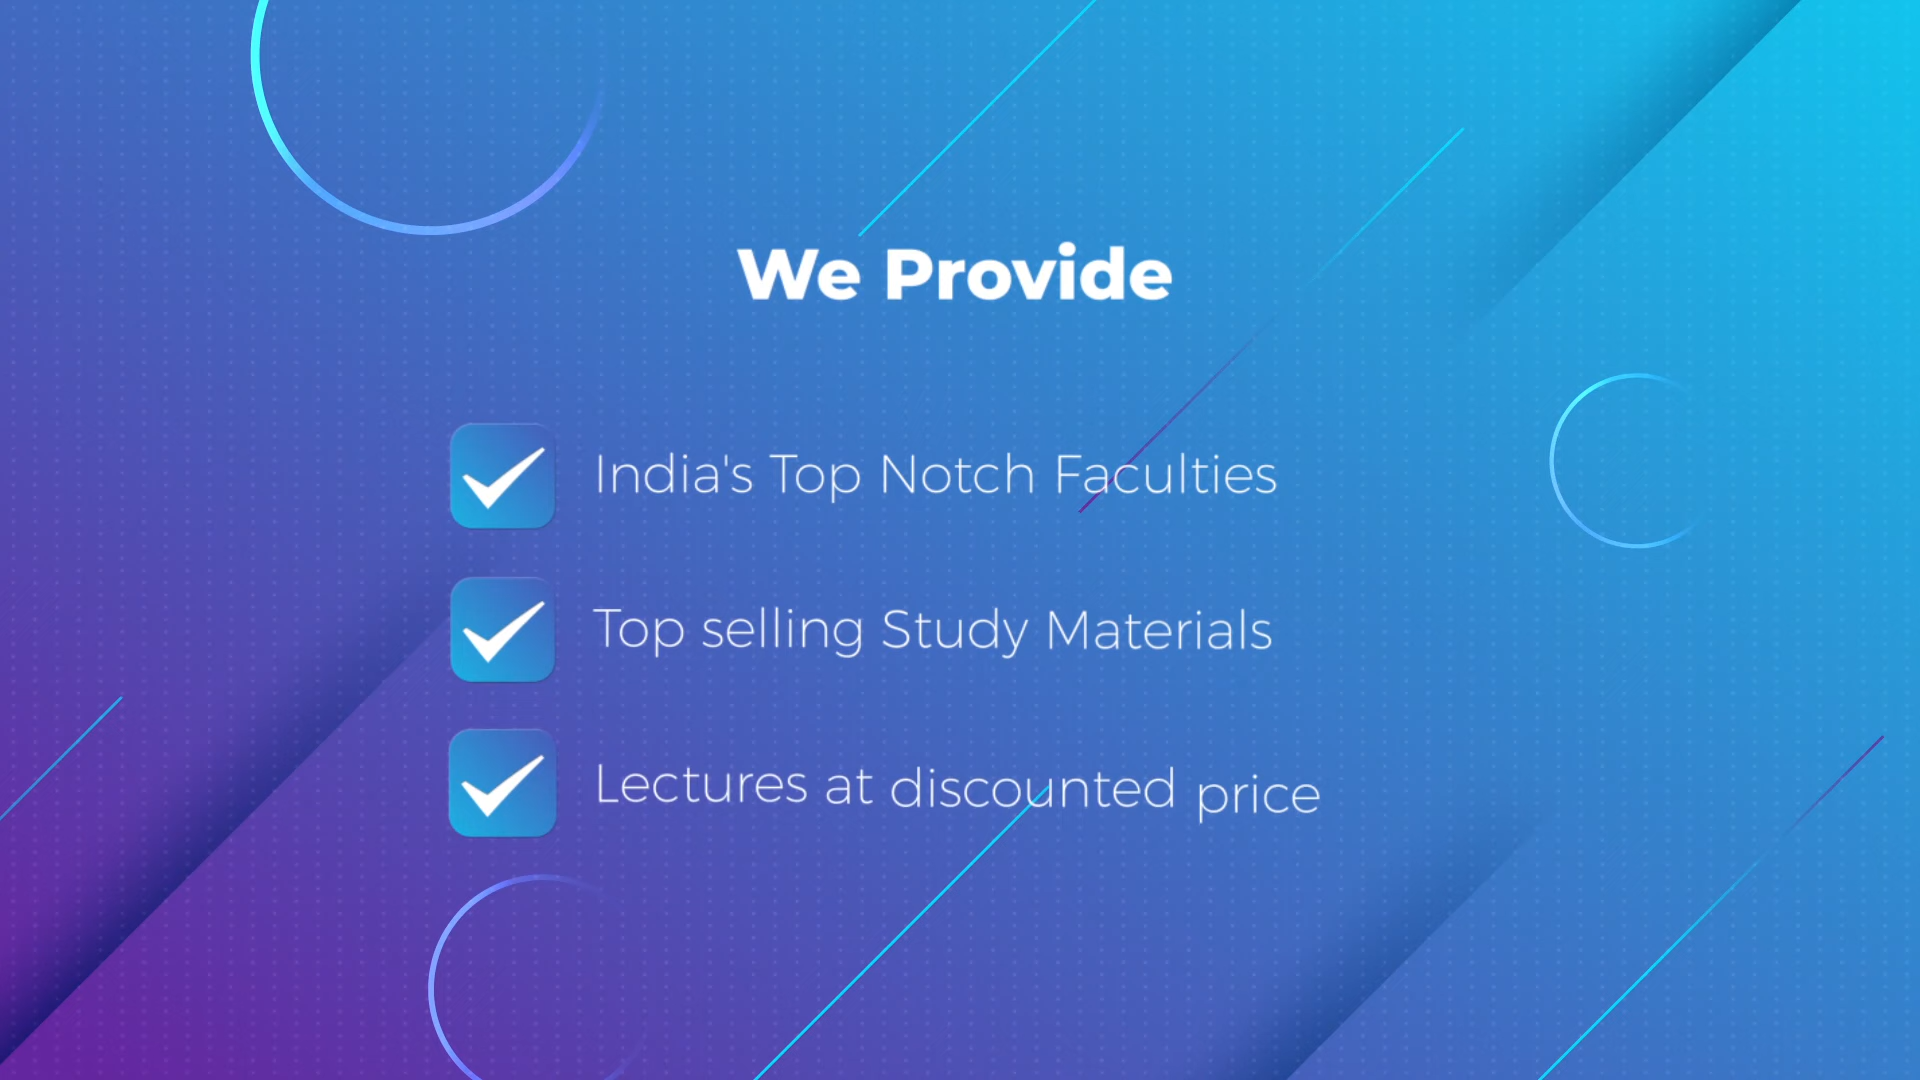 We Provide
India's Top Notch Faculties
Top selling Study Materials
Lectures at discounted price